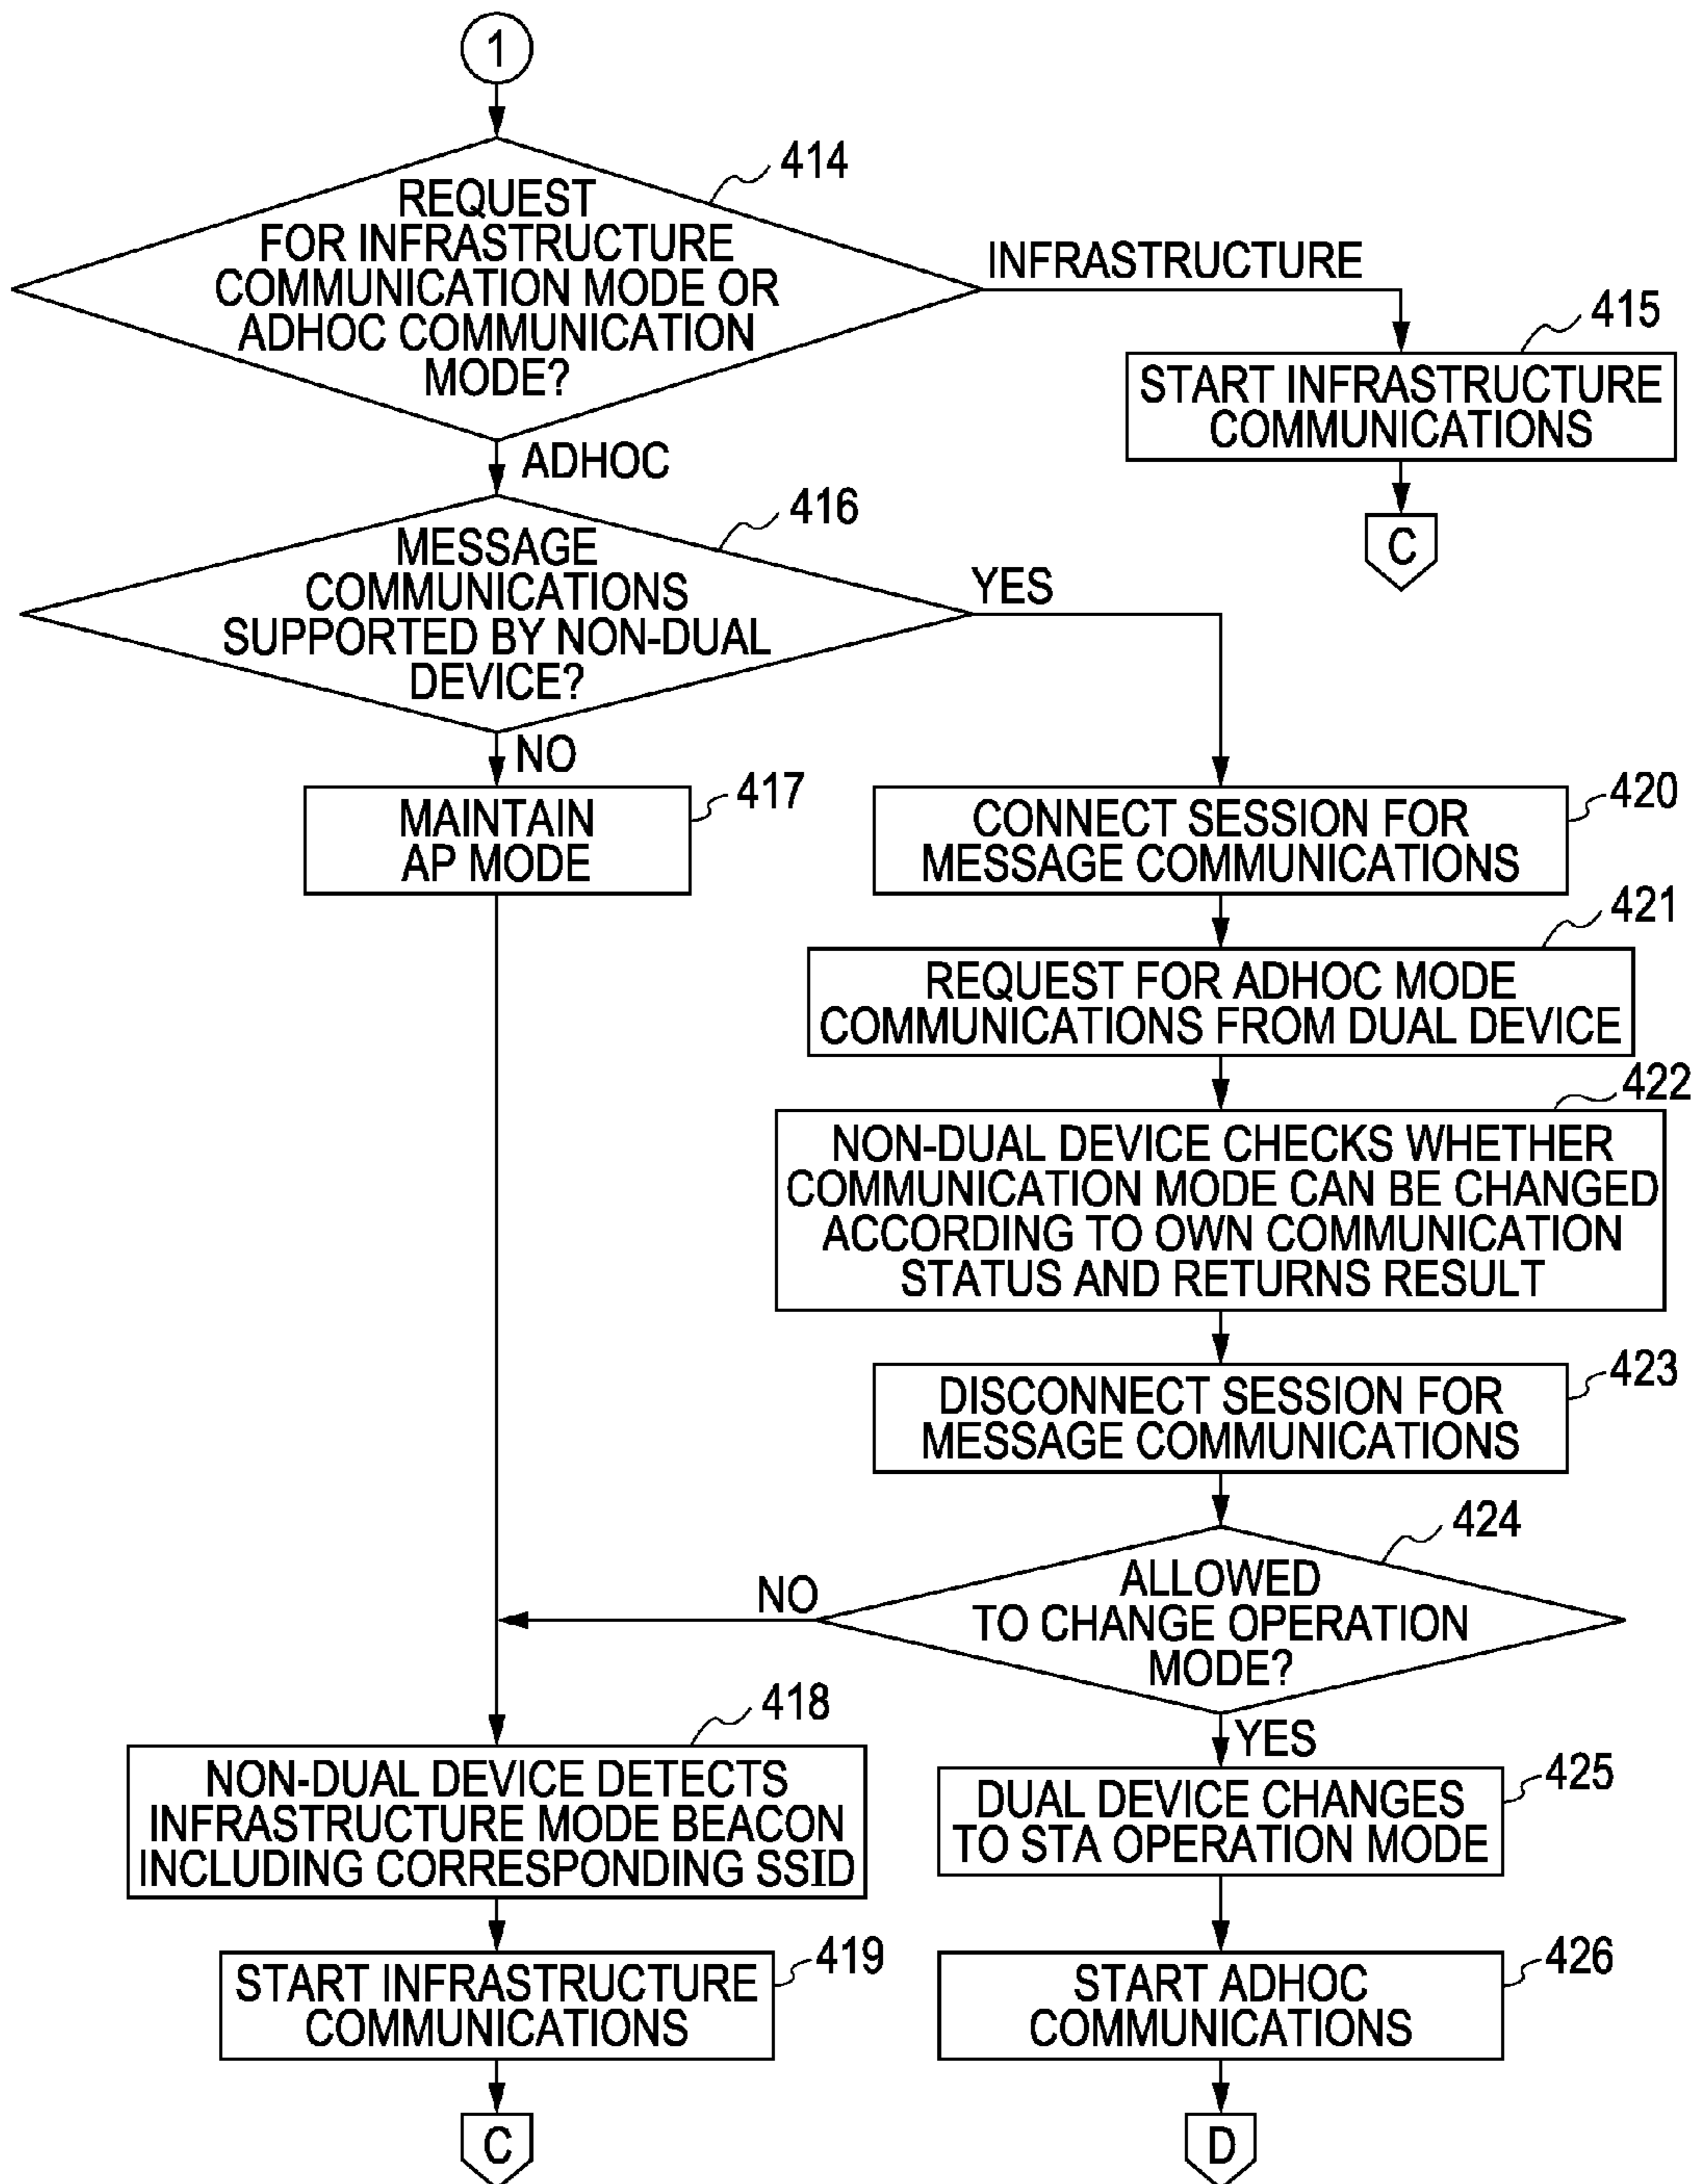 1
414
REQUEST
FOR INFRASTRUCTURE
COMMUNICATION MODE OR
ADHOC COMMUNICATION
MODE?
INFRASTRUCTURE
415
START INFRASTRUCTURE
COMMUNICATIONS
C
ADHOC
416
MESSAGE
COMMUNICATIONS
SUPPORTED BY NON-DUAL
DEVICE?
YES
NO
417
MAINTAIN
AP MODE
420
CONNECT SESSION FOR
MESSAGE COMMUNICATIONS
421
REQUEST FOR ADHOC MODE
COMMUNICATIONS FROM DUAL DEVICE
422
NON-DUAL DEVICE CHECKS WHETHER
COMMUNICATION MODE CAN BE CHANGED
ACCORDING TO OWN COMMUNICATION
STATUS AND RETURNS RESULT
423
DISCONNECT SESSION FOR
MESSAGE COMMUNICATIONS
424
ALLOWED
TO CHANGE OPERATION
MODE?
NO
YES
418
NON-DUAL DEVICE DETECTS
INFRASTRUCTURE MODE BEACON
INCLUDING CORRESPONDING SSID
425
DUAL DEVICE CHANGES
TO STA OPERATION MODE
419
START INFRASTRUCTURE
COMMUNICATIONS
426
START ADHOC
COMMUNICATIONS
C
D